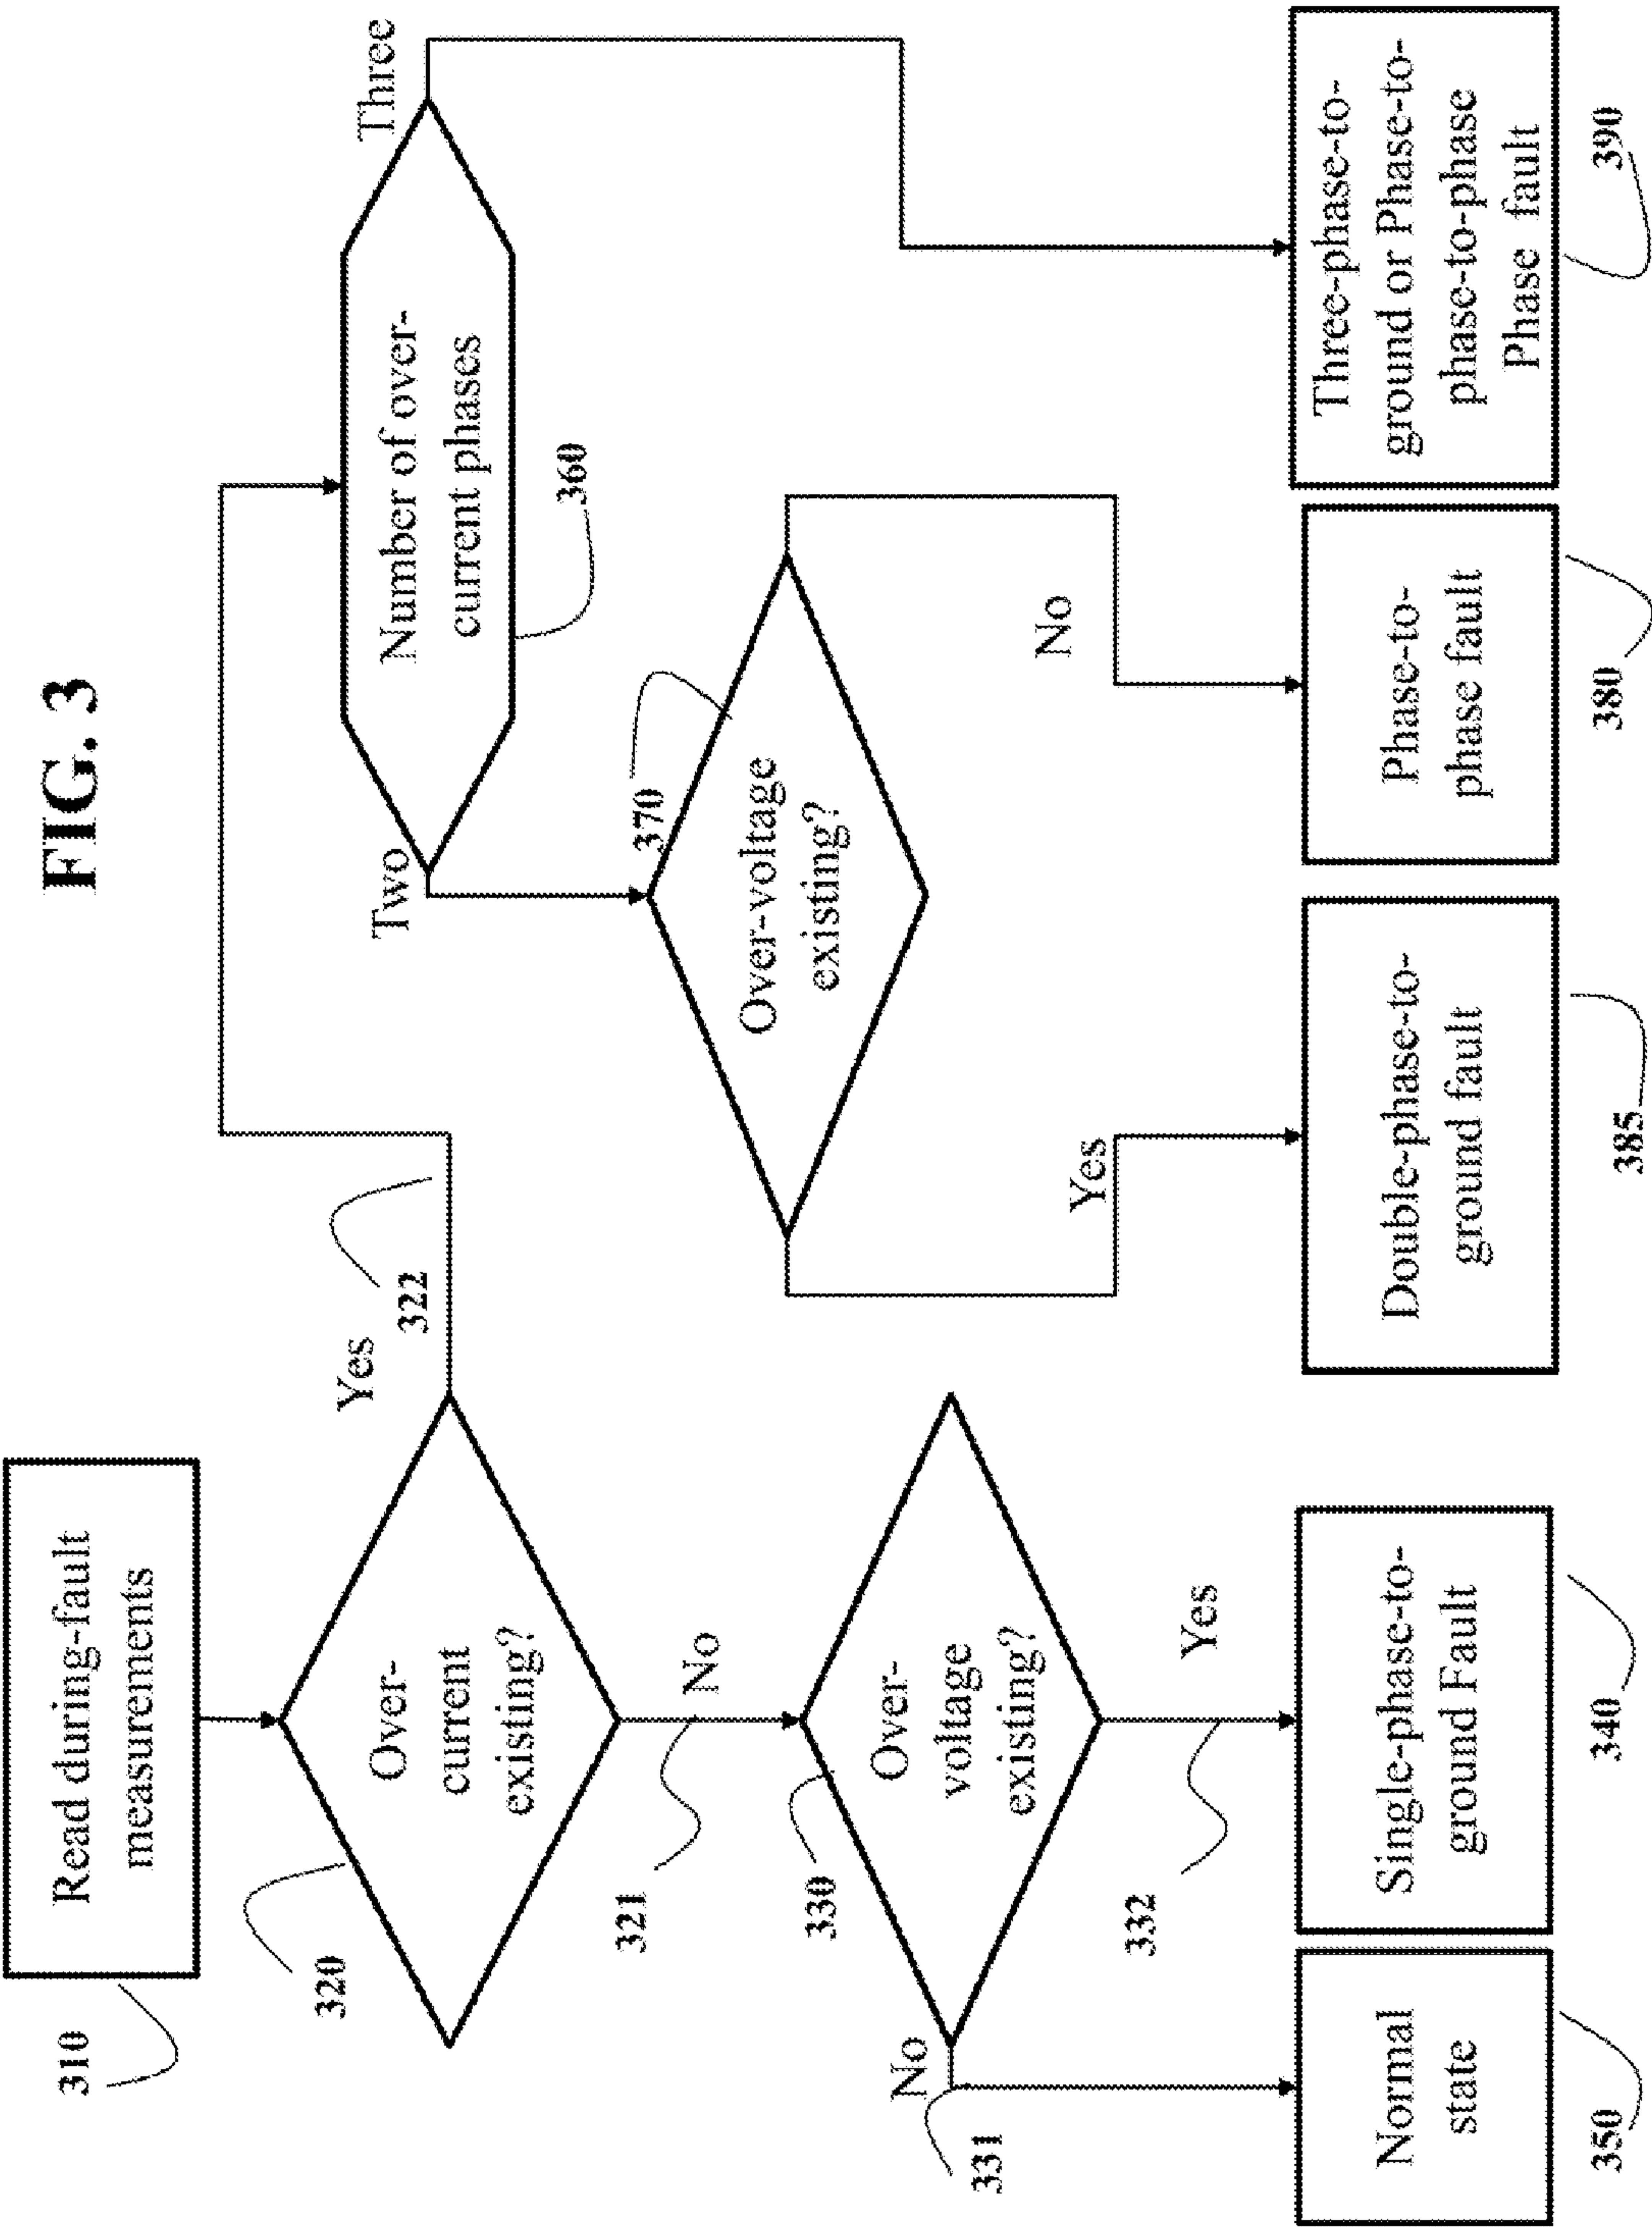 FIG. 3
310
Read during-fault
measurements
320
Over-
current
existing?
Yes
322
321
No
330
Over-
voltage
existing?
No
331
332
Yes
Normal
state
350
Single-phase-to-
ground Fault
340
Number of over-
current phases
360
Two
Three
370
Over-voltage
existing?
Yes
No
Double-phase-to-
ground fault
385
Phase-to-
phase fault
380
Three-phase-to-
ground or Phase-to-
phase-to-phase
Phase fault
390